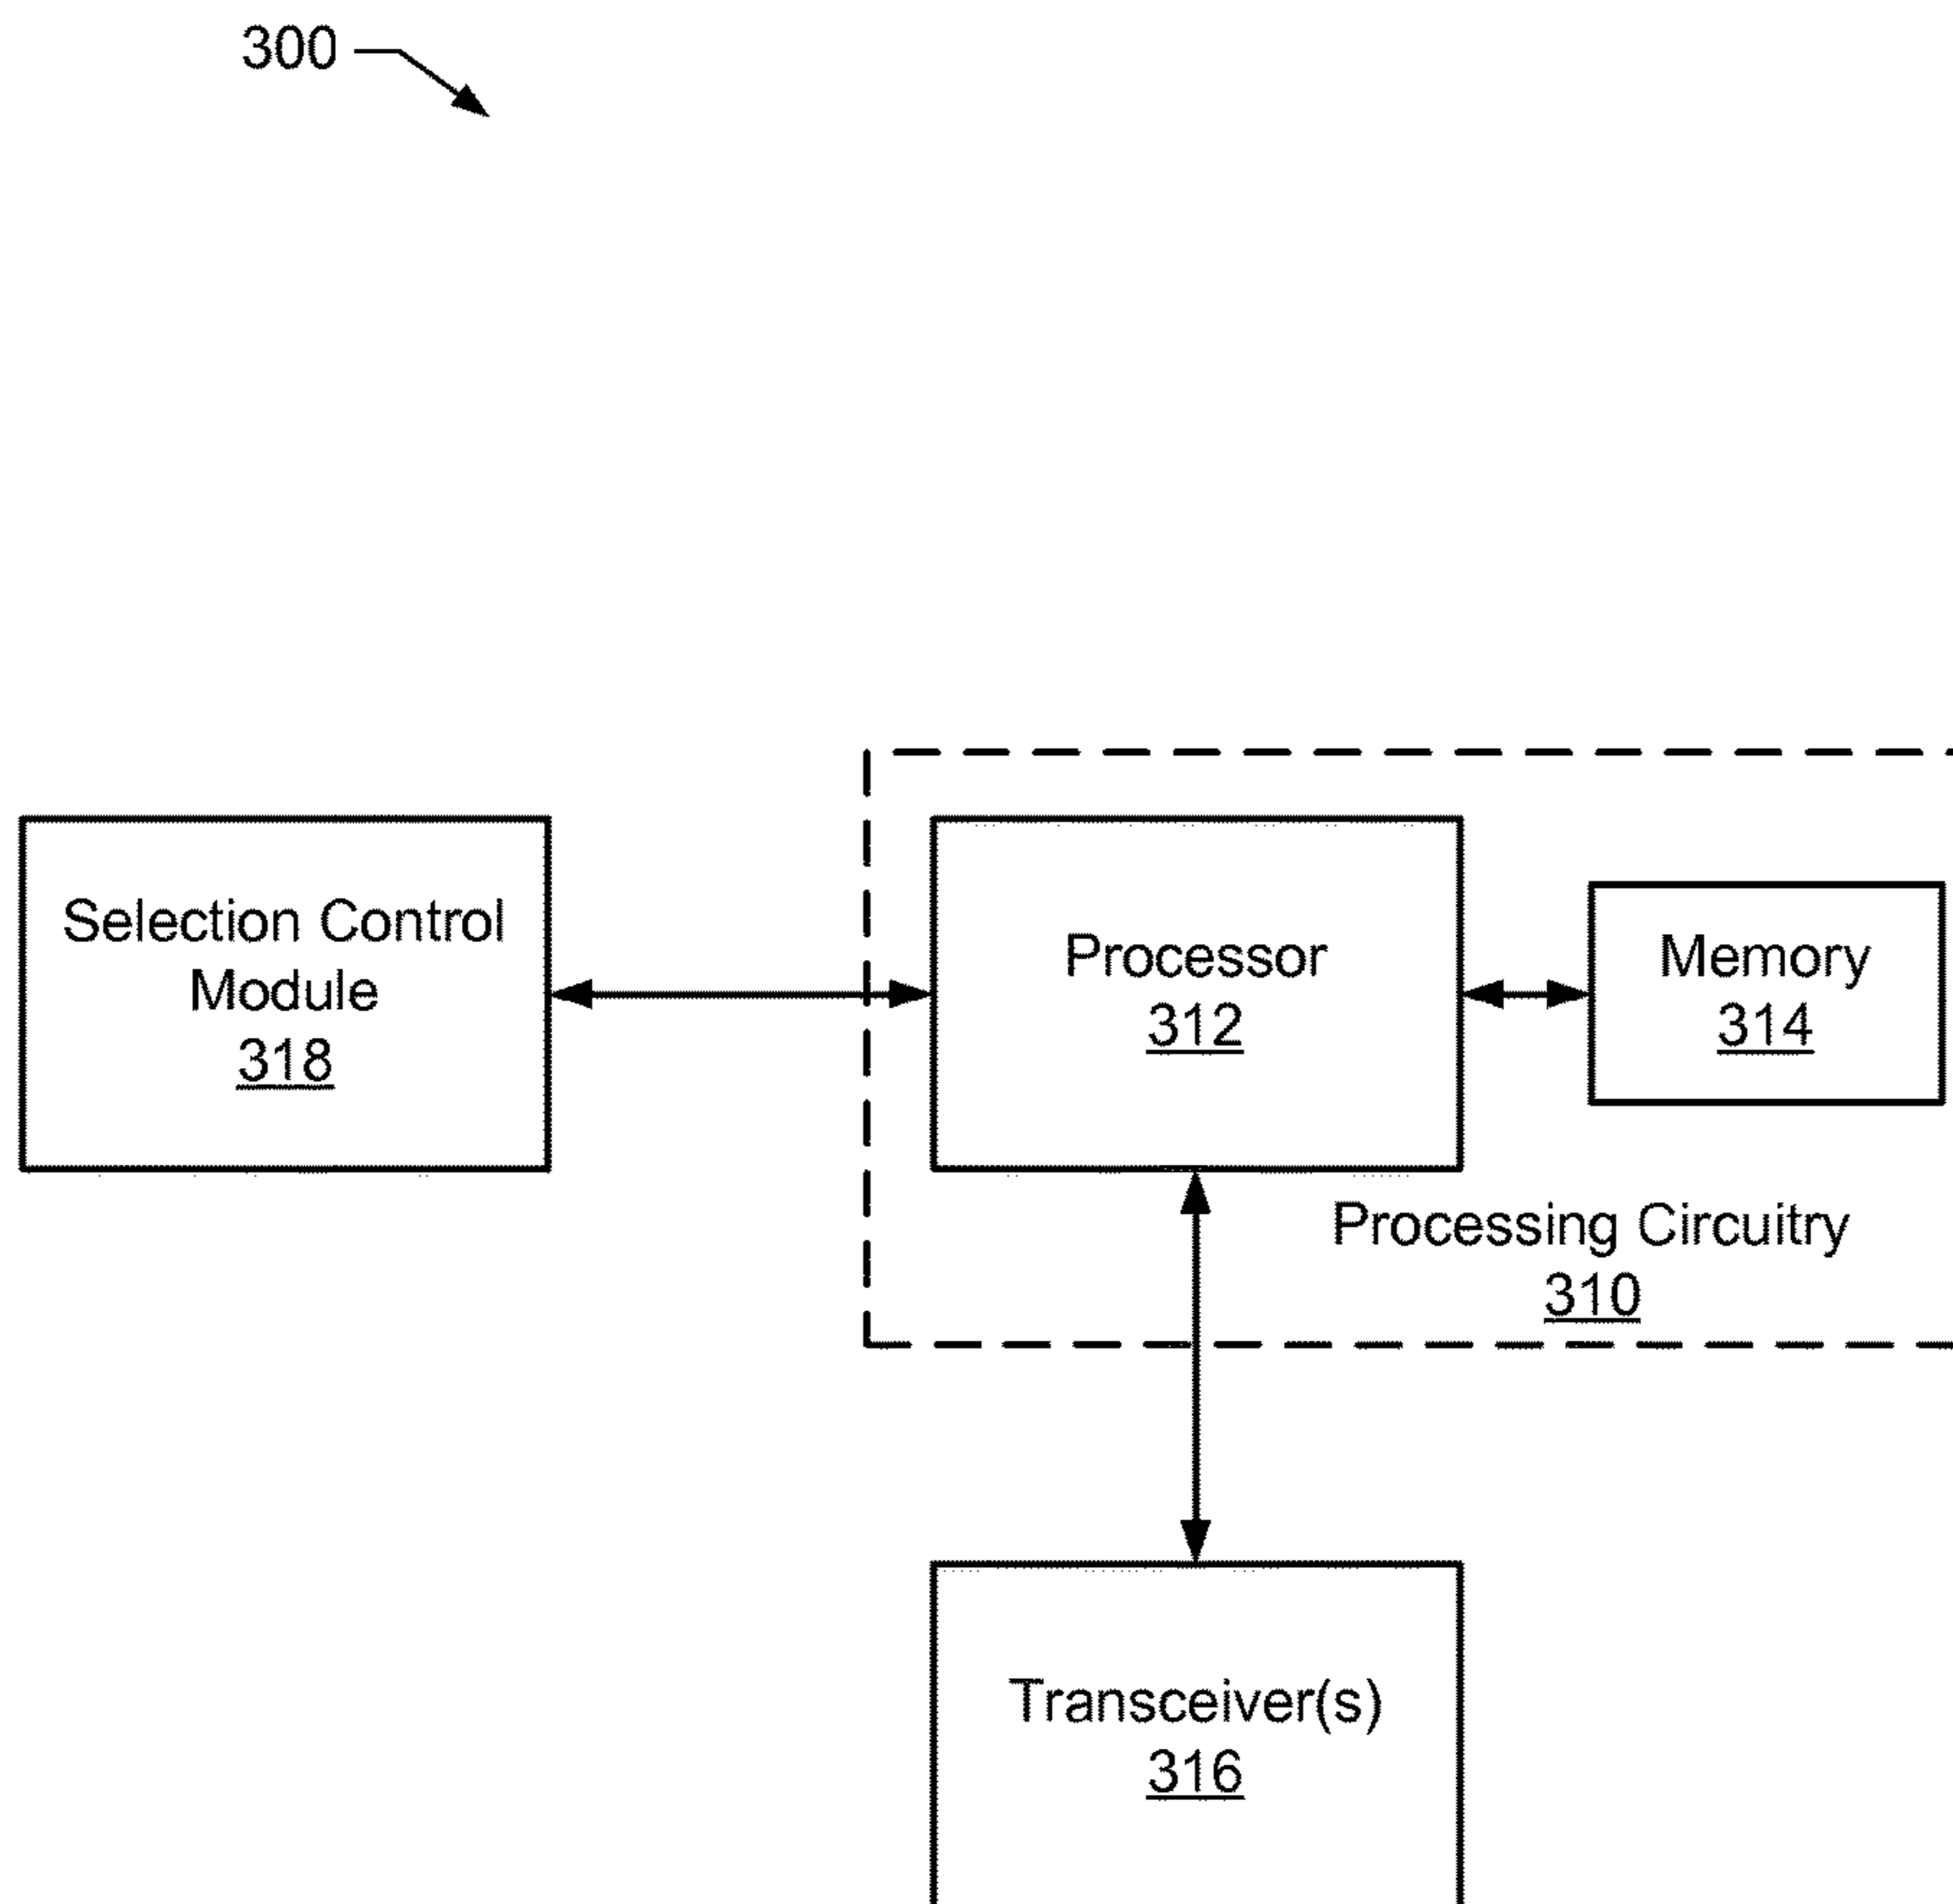 300
Selection Control
Module
318
Processor
312
Memory
314
Processing Circuitry
310
Transceiver(s)
316